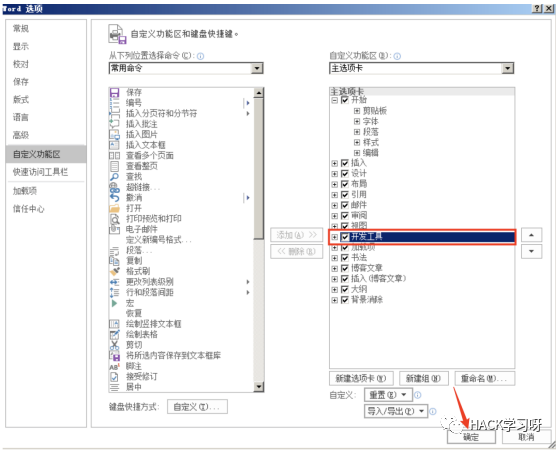 Word 选项
常规
显示
校对
保存
版式
语言
高级
自定义功能区
快速访问工具栏
加载项
信任中心
自定义功能区和键盘快捷键。
从下列位置选择命令(C):
常用命令
保存
编号
插入分页符和分节符
插入批注
插入图片
插入文本框
查看多个页面
查看整页
查找
超链接...
撤消
打开
打印预览和打印
电子邮件
定义新编号格式...
段落...
复制
格式刷
更改列表级别
行和段落间距
宏
恢复
绘制竖排文本框
绘制表格
剪切
将所选内容保存到文本框库
脚注
接受修订
居中
键盘快捷方式:
自定义(T)...
添加(A) >>
<< 删除(R)
自定义功能区(B):
主选项卡
主选项卡
开始
剪贴板
字体
段落
样式
编辑
插入
设计
布局
引用
邮件
审阅
视图
开发工具
加载项
书法
博客文章
插入(博客文章)
大纲
背景消除
新建选项卡(W)
新建组(N)
重命名(M)...
自定义:
重置(E)
导入/导出(P)
HACK学习呀
确定
取消